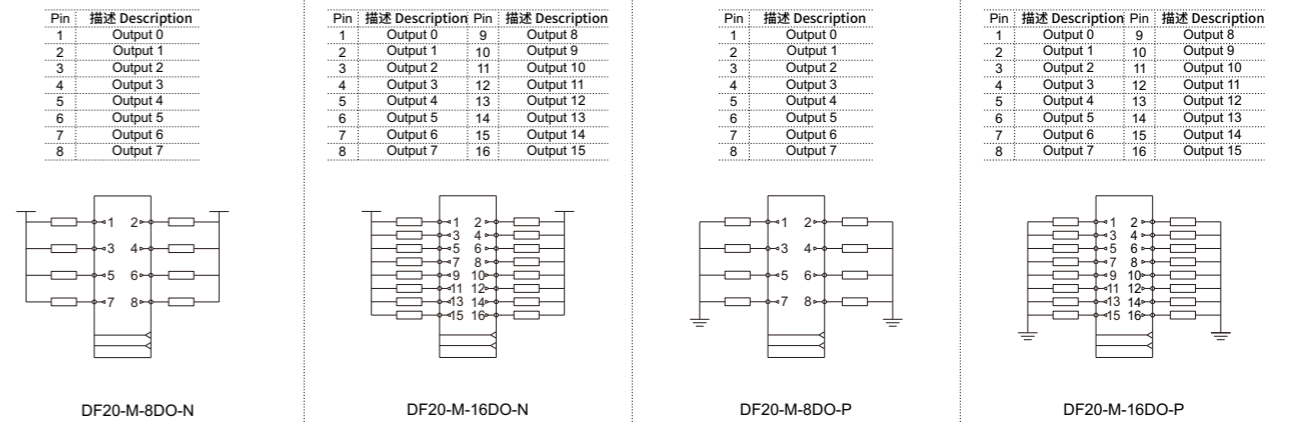 Pin 描述 Description
1 Output 0
2 Output 1
3 Output 2
4 Output 3
5 Output 4
6 Output 5
7 Output 6
8 Output 7
1 2
3 4
5 6
7 8
DF20-M-8DO-N
Pin 描述 Description Pin 描述 Description
1 Output 0 9 Output 8
2 Output 1 10 Output 9
3 Output 2 11 Output 10
4 Output 3 12 Output 11
5 Output 4 13 Output 12
6 Output 5 14 Output 13
7 Output 6 15 Output 14
8 Output 7 16 Output 15
1 2
3 4
5 6
7 8
9 10
11 12
13 14
15 16
DF20-M-16DO-N
Pin 描述 Description
1 Output 0
2 Output 1
3 Output 2
4 Output 3
5 Output 4
6 Output 5
7 Output 6
8 Output 7
1 2
3 4
5 6
7 8
DF20-M-8DO-P
Pin 描述 Description Pin 描述 Description
1 Output 0 9 Output 8
2 Output 1 10 Output 9
3 Output 2 11 Output 10
4 Output 3 12 Output 11
5 Output 4 13 Output 12
6 Output 5 14 Output 13
7 Output 6 15 Output 14
8 Output 7 16 Output 15
1 2
3 4
5 6
7 8
9 10
11 12
13 14
15 16
DF20-M-16DO-P